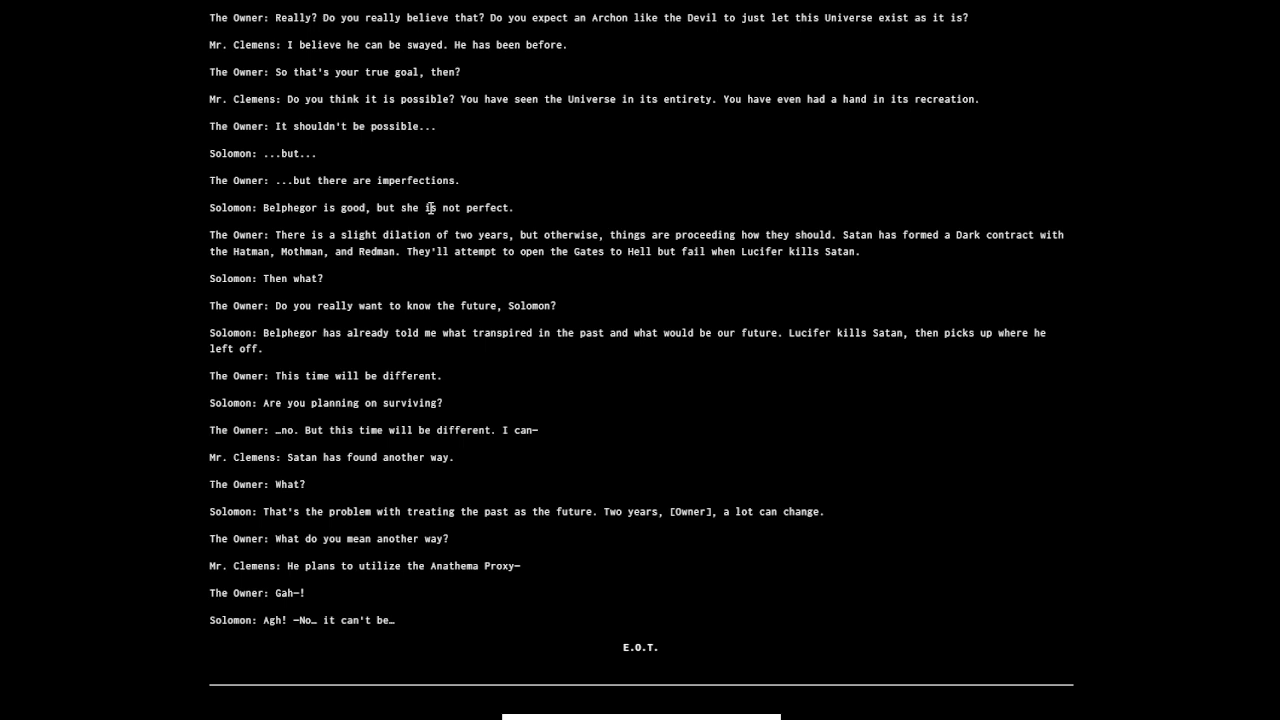 The Owner: Really? Do you really believe that? Do you expect an Archon like the Devil to just let this Universe exist as it is?
Mr. Clemens: I believe he can be swayed. He has been before.
The Owner: So that's your true goal, then?
Mr. Clemens: Do you think it is possible? You have seen the Universe in its entirety. You have even had a hand in its recreation.
The Owner: It shouldn't be possible...
Solomon: ...but...
The Owner: ...but there are imperfections.
Solomon: Belphegor is good, but she is not perfect.
The Owner: There is a slight dilation of two years, but otherwise, things are proceeding how they should. Satan has formed a Dark contract with
the Hatman, Mothman, and Redman. They'll attempt to open the Gates to Hell but fail when Lucifer kills Satan.
Solomon: Then what?
The Owner: Do you really want to know the future, Solomon?
Solomon: Belphegor has already told me what transpired in the past and what would be our future. Lucifer kills Satan, then picks up where he
left off.
The Owner: This time will be different.
Solomon: Are you planning on surviving?
The Owner: …no. But this time will be different. I can—
Mr. Clemens: Satan has found another way.
The Owner: What?
Solomon: That's the problem with treating the past as the future. Two years, [Owner], a lot can change.
The Owner: What do you mean another way?
Mr. Clemens: He plans to utilize the Anathema Proxy—
The Owner: Gah—!
Solomon: Agh! —No… it can't be…
E.O.T.